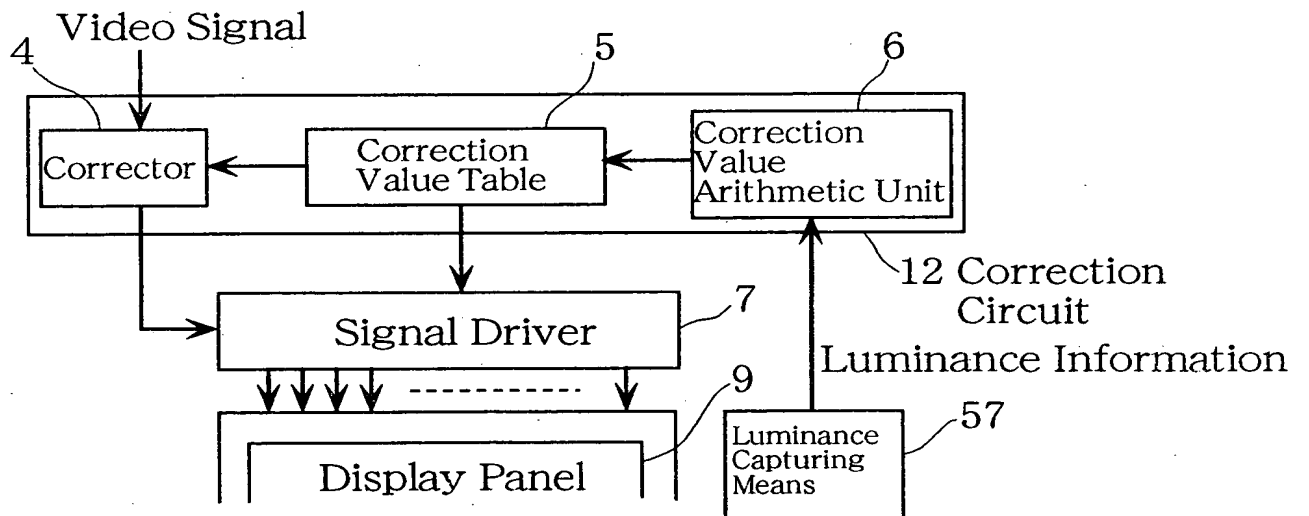 Video Signal
4
5
6
Corrector
Correction
Value Table
Correction
Value
Arithmetic Unit
12 Correction
Circuit
7
Signal Driver
Luminance Information
9
57
Display Panel
Luminance
Capturing
Means